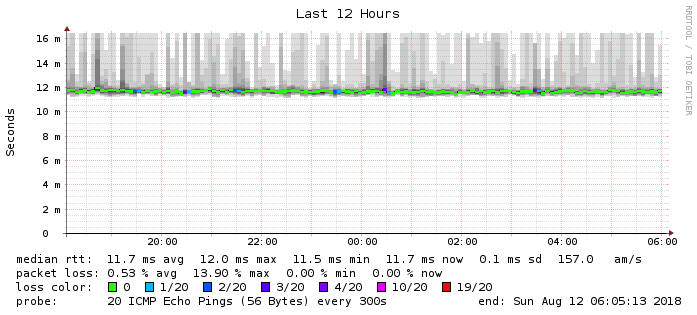 Last 12 Hours
RRDTOOL / TOBI OETIKER
Seconds
16 m
14 m
12 m
10 m
8 m
6 m
4 m
2 m
0
20:00 22:00 00:00 02:00 04:00 06:00
median rtt: 11.7 ms avg 12.0 ms max 11.5 ms min 11.7 ms now 0.1 ms sd 157.0 am/s
packet loss: 0.53 % avg 13.90 % max 0.00 % min 0.00 % now
loss color: 0 1/20 2/20 3/20 4/20 10/20 19/20
probe: 20 ICMP Echo Pings (56 Bytes) every 300s end: Sun Aug 12 06:05:13 2018